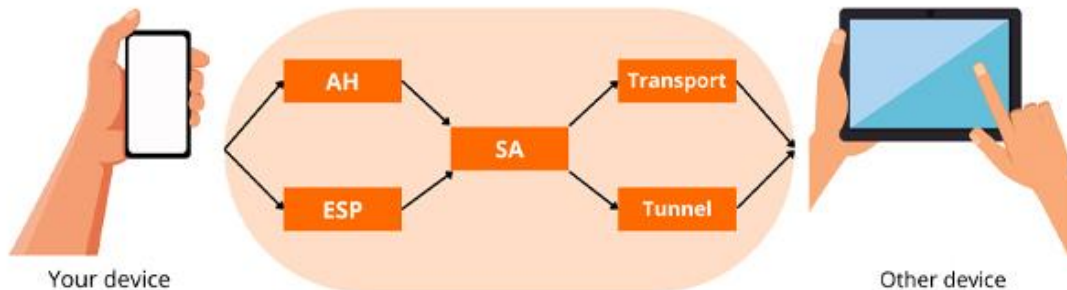 AH
Transport
SA
ESP
Tunnel
Your device
Other device